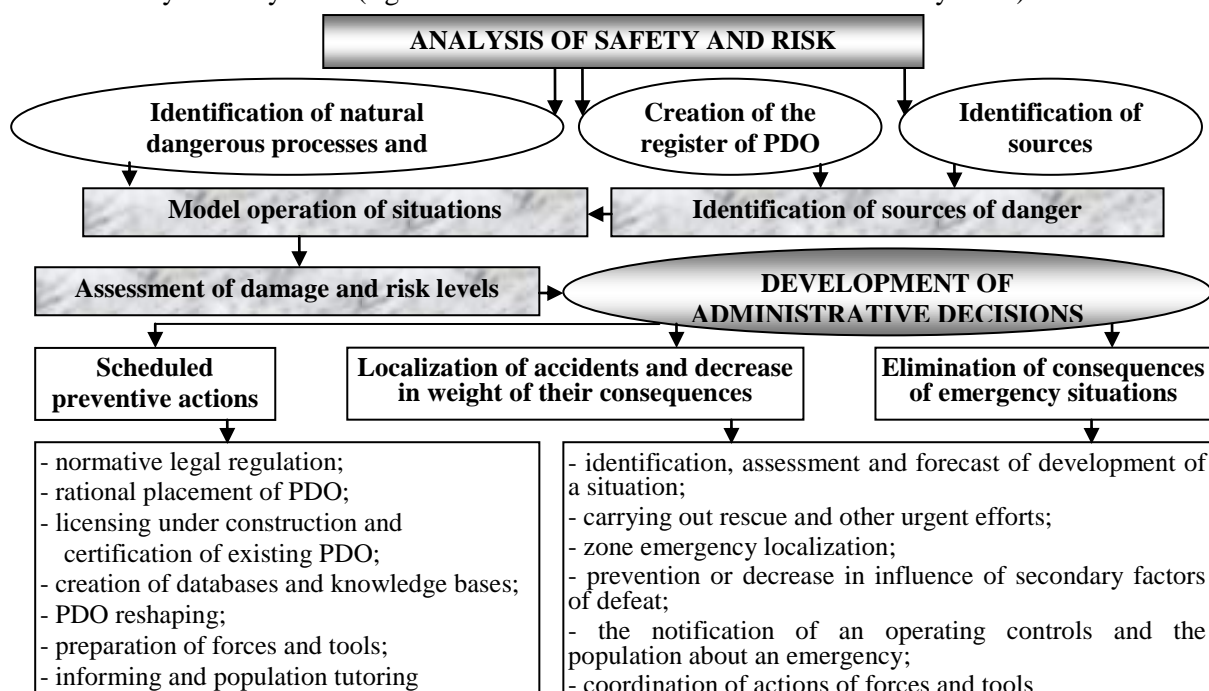 ANALYSIS OF SAFETY AND RISK
Identification of natural
dangerous processes and
Creation of the
register of PDO
Identification of
sources
Model operation of situations
Identification of sources of danger
Assessment of damage and risk levels
DEVELOPMENT OF
ADMINISTRATIVE DECISIONS
Scheduled
preventive actions
Localization of accidents and decrease
in weight of their consequences
Elimination of consequences
of emergency situations
- normative legal regulation;
- rational placement of PDO;
- licensing under construction and
certification of existing PDO;
- creation of databases and knowledge bases;
- PDO reshaping;
- preparation of forces and tools;
- informing and population tutoring
- identification, assessment and forecast of development of
a situation;
- carrying out rescue and other urgent efforts;
- zone emergency localization;
- prevention or decrease in influence of secondary factors
of defeat;
- the notification of an operating controls and the
population about an emergency;
- coordination of actions of forces and tools